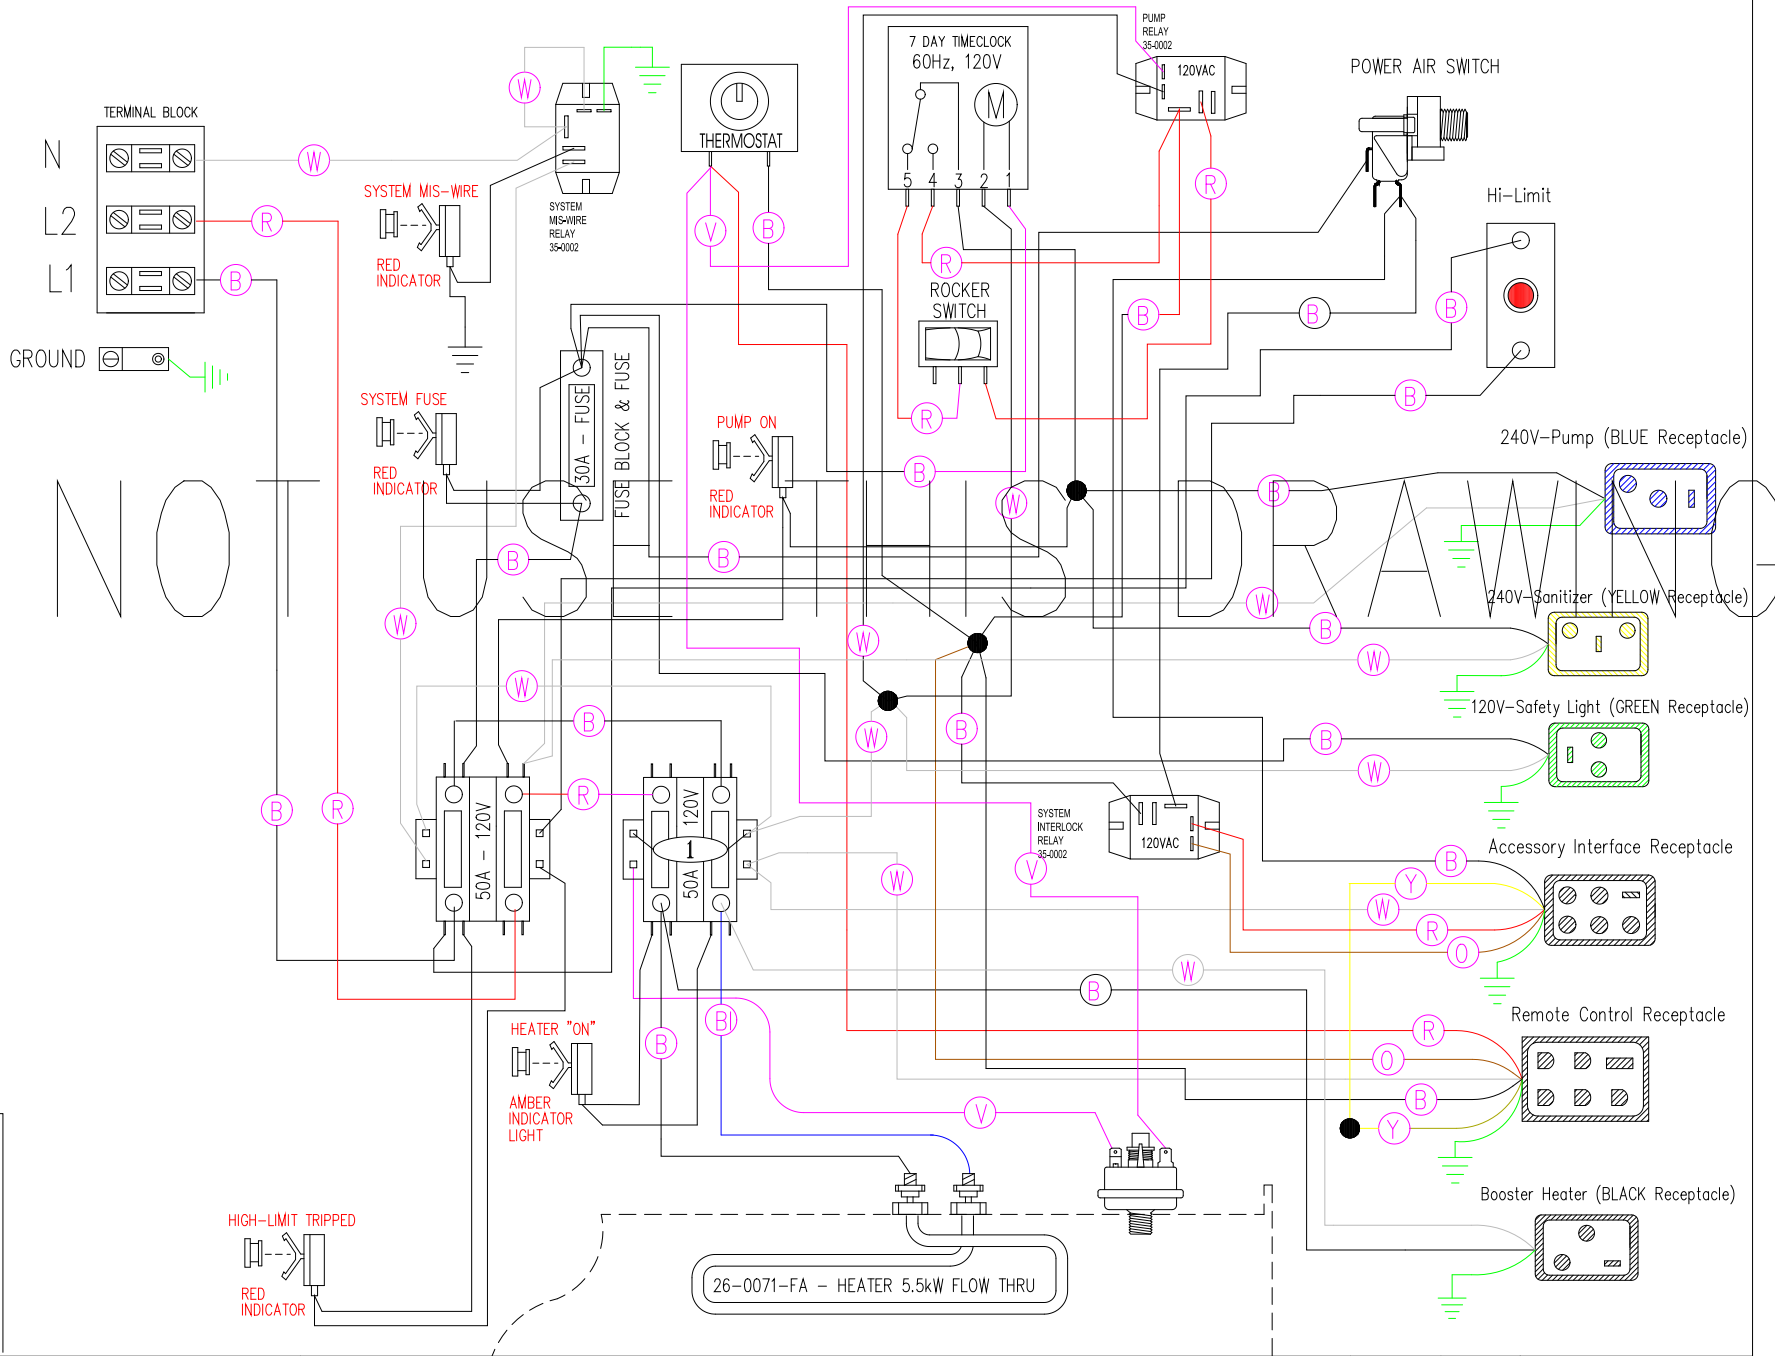 PUMP
RELAY
35-0002
7 DAY TIMECLOCK
60Hz, 120V
M
5 4 3 2 1
120VAC
POWER AIR SWITCH
TERMINAL BLOCK
N
L2
L1
GROUND
W
W
R
B
SYSTEM MIS-WIRE
RED
INDICATOR
SYSTEM
MIS-WIRE
RELAY
35-0002
THERMOSTAT
V
B
R
R
Hi-Limit
ROCKER
SWITCH
B
B
B
B
SYSTEM FUSE
RED
INDICATOR
30A - FUSE
FUSE BLOCK & FUSE
PUMP ON
RED
INDICATOR
R
B
W
B
240V-Pump (BLUE Receptacle)
B
B
W
W
W
240V-Sanitizer (YELLOW Receptacle)
B
W
W
B
W
B
120V-Safety Light (GREEN Receptacle)
B
W
B
R
R
50A - 120V
50A 120V
1
SYSTEM
INTERLOCK
RELAY
35-0002
120VAC
V
W
Accessory Interface Receptacle
B
Y
W
R
O
W
B
HEATER "ON"
AMBER
INDICATOR
LIGHT
B
Bl
V
Remote Control Receptacle
R
O
B
Y
Booster Heater (BLACK Receptacle)
HIGH-LIMIT TRIPPED
RED
INDICATOR
26-0071-FA - HEATER 5.5kW FLOW THRU